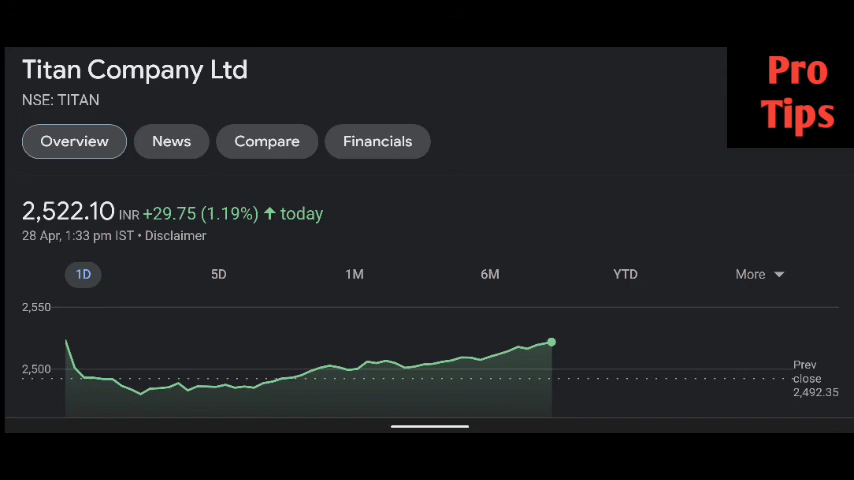 Titan Company Ltd
NSE: TITAN
Pro
Tips
Overview News Compare Financials
2,522.10 INR +29.75 (1.19%) ↑ today
28 Apr, 1:33 pm IST • Disclaimer
1D 5D 1M 6M YTD More
2,550
2,500
Prev
close
2,492.35